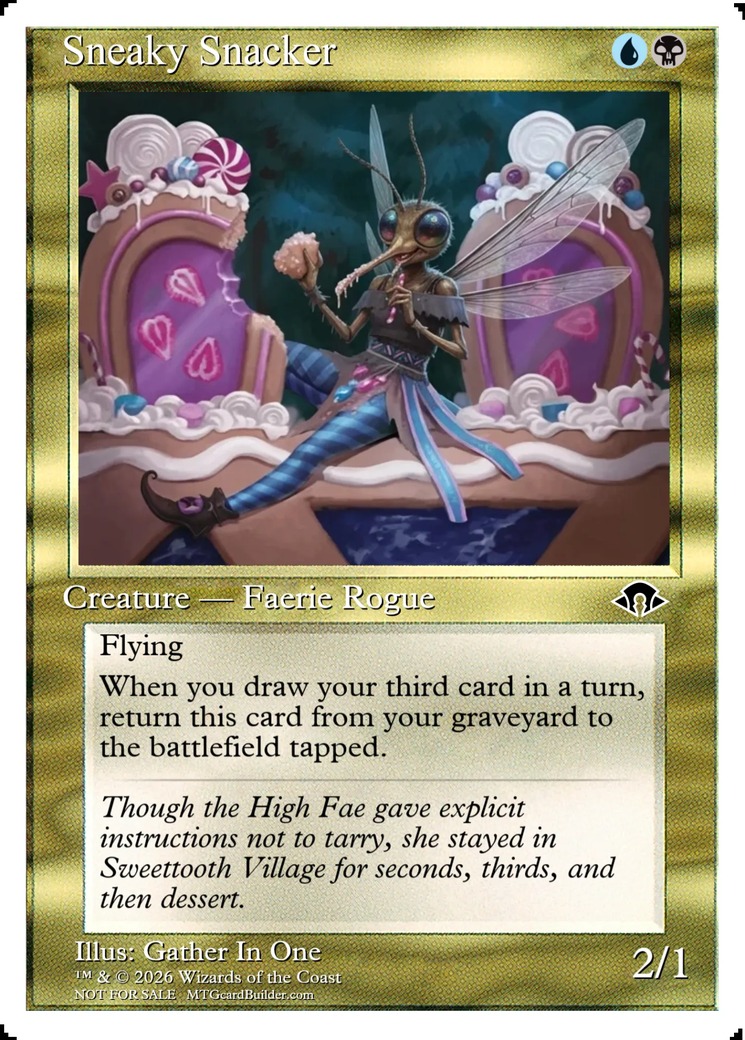 Sneaky Snacker
Creature — Faerie Rogue
Flying
When you draw your third card in a turn,
return this card from your graveyard to
the battlefield tapped.
Though the High Fae gave explicit
instructions not to tarry, she stayed in
Sweettooth Village for seconds, thirds, and
then dessert.
Illus: Gather In One
2/1
™ & © 2026 Wizards of the Coast
NOT FOR SALE MTGcardBuilder.com